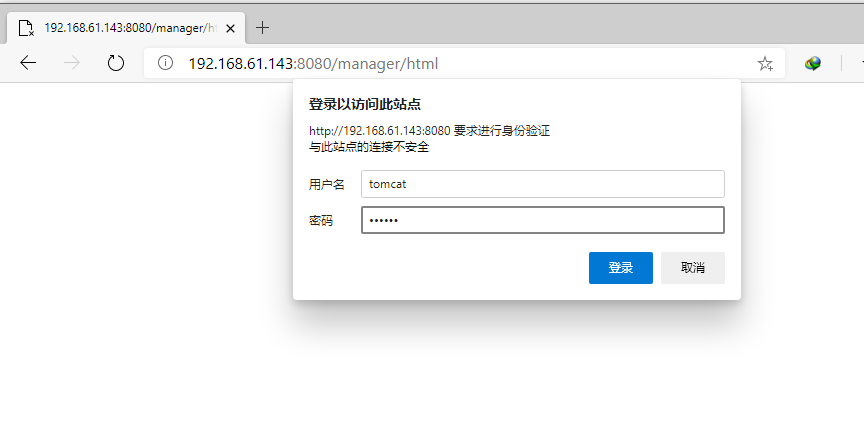 192.168.61.143:8080/manager/ht
192.168.61.143:8080/manager/html
登录以访问此站点
http://192.168.61.143:8080 要求进行身份验证
与此站点的连接不安全
用户名 tomcat
密码 ••••••
登录 取消